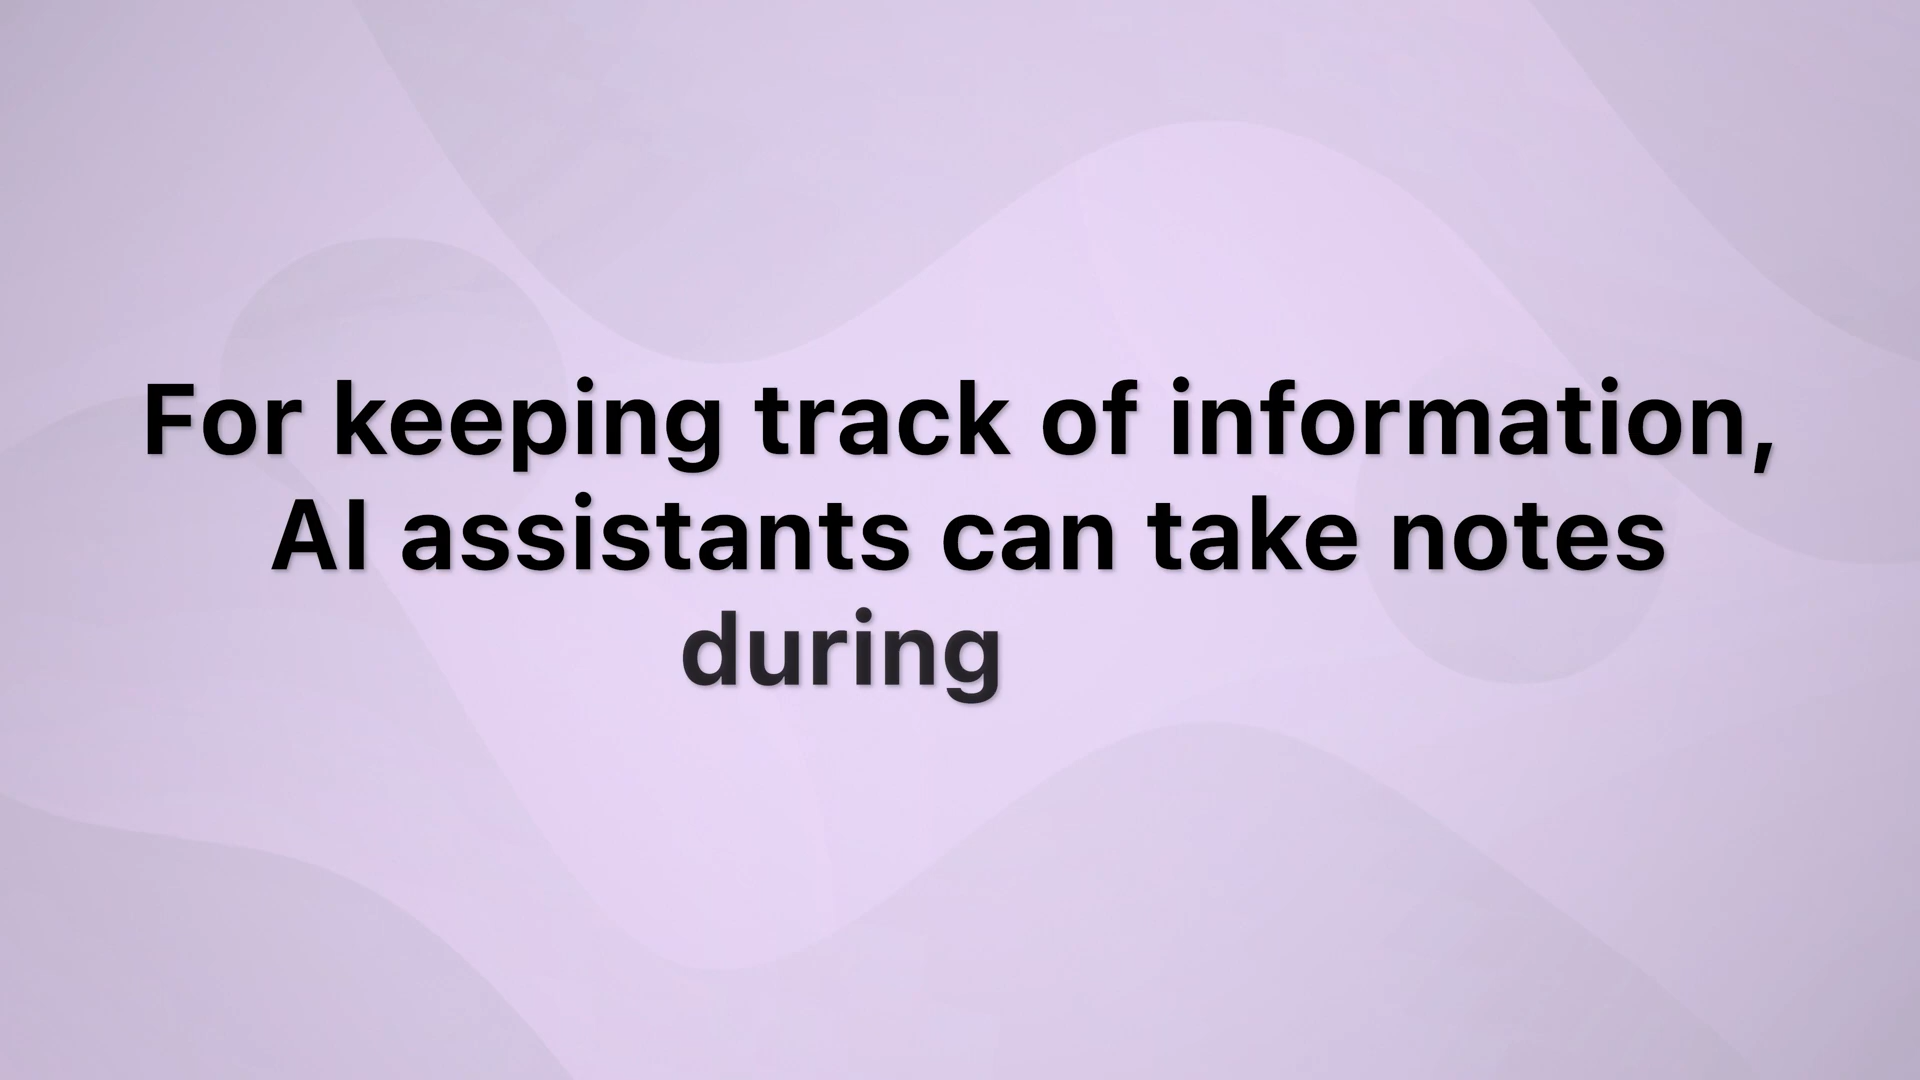 For keeping track of information,
AI assistants can take notes
during